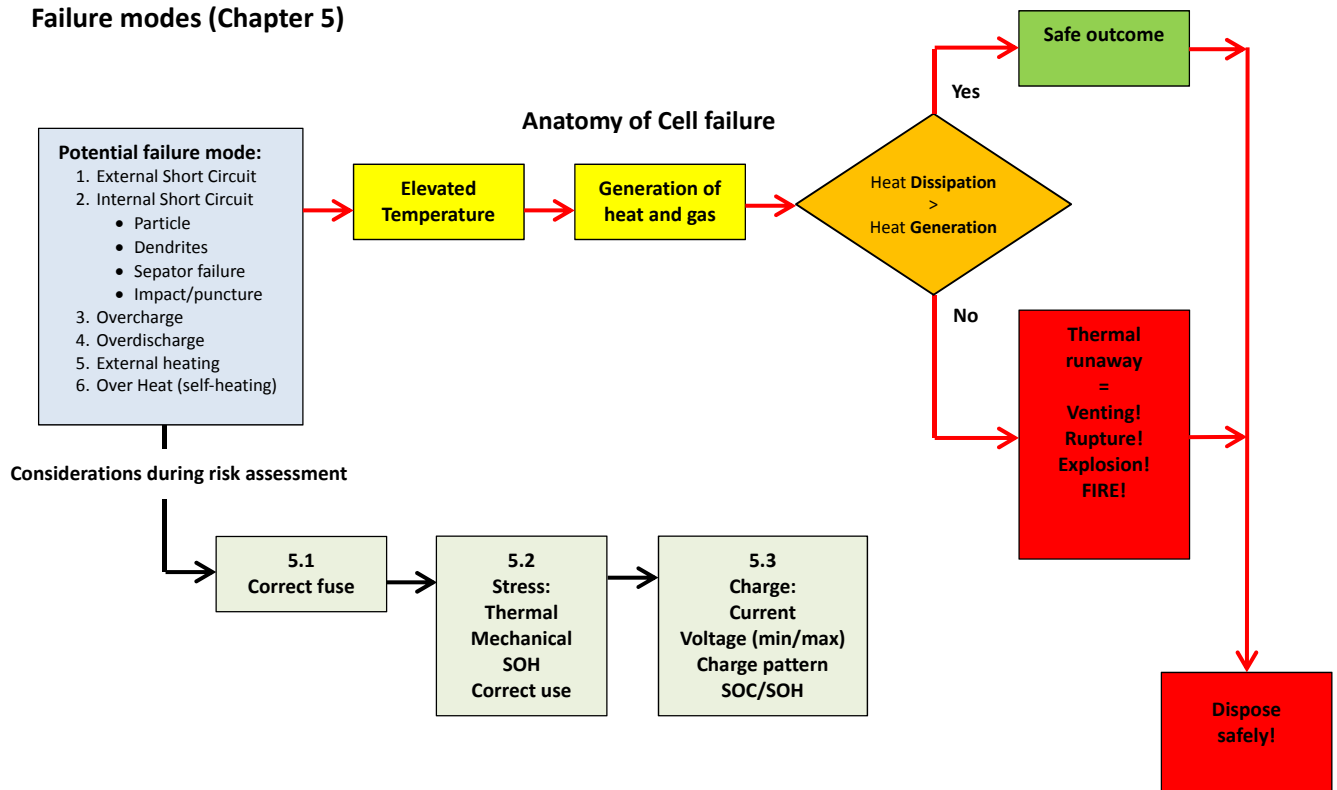 Failure modes (Chapter 5)
Safe outcome
Yes
Anatomy of Cell failure
Potential failure mode:
1. External Short Circuit
2. Internal Short Circuit
• Particle
• Dendrites
• Sepator failure
• Impact/puncture
3. Overcharge
4. Overdischarge
5. External heating
6. Over Heat (self-heating)
Elevated
Temperature
Generation of
heat and gas
Heat Dissipation
>
Heat Generation
No
Thermal
runaway
=
Venting!
Rupture!
Explosion!
FIRE!
Considerations during risk assessment
5.1
Correct fuse
5.2
Stress:
Thermal
Mechanical
SOH
Correct use
5.3
Charge:
Current
Voltage (min/max)
Charge pattern
SOC/SOH
Dispose
safely!